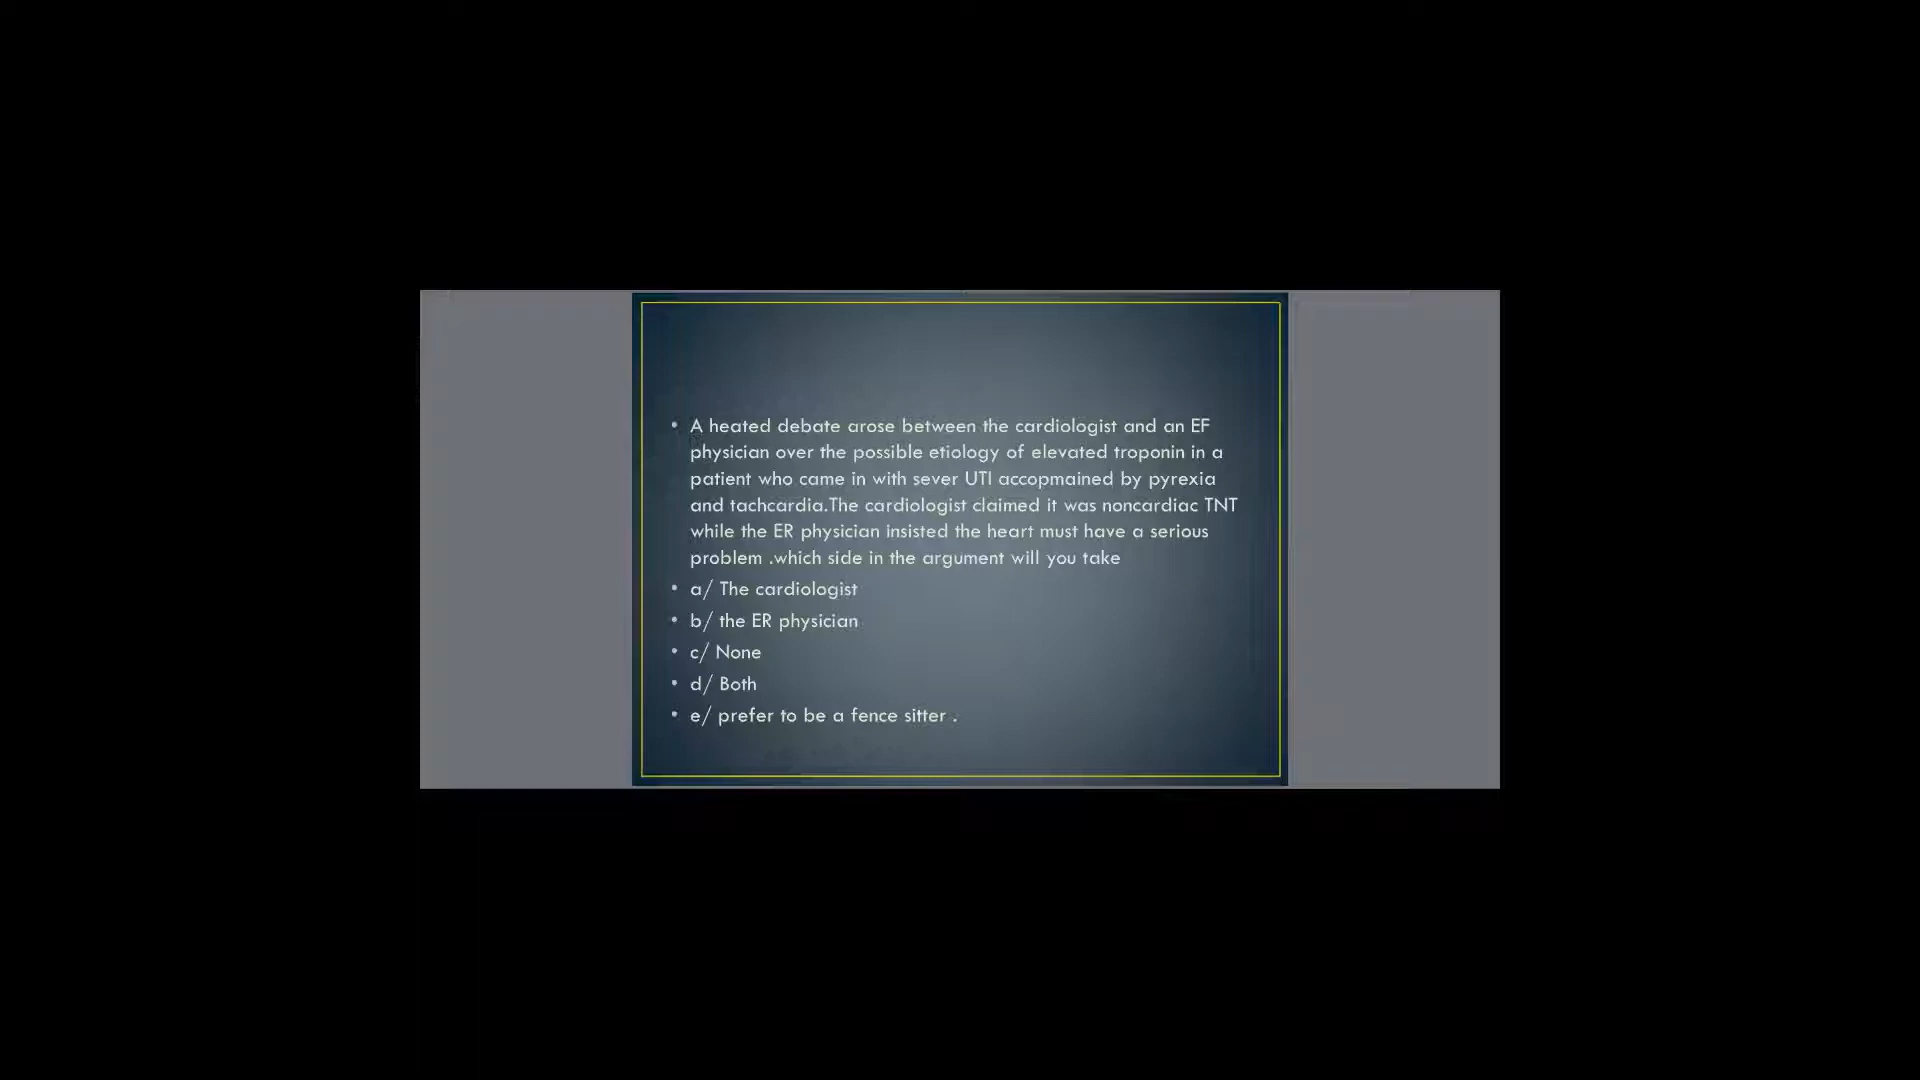 • A heated debate arose between the cardiologist and an EF
physician over the possible etiology of elevated troponin in a
patient who came in with sever UTI accopmained by pyrexia
and tachcardia.The cardiologist claimed it was noncardiac TNT
while the ER physician insisted the heart must have a serious
problem .which side in the argument will you take
• a/ The cardiologist
• b/ the ER physician
• c/ None
• d/ Both
• e/ prefer to be a fence sitter .